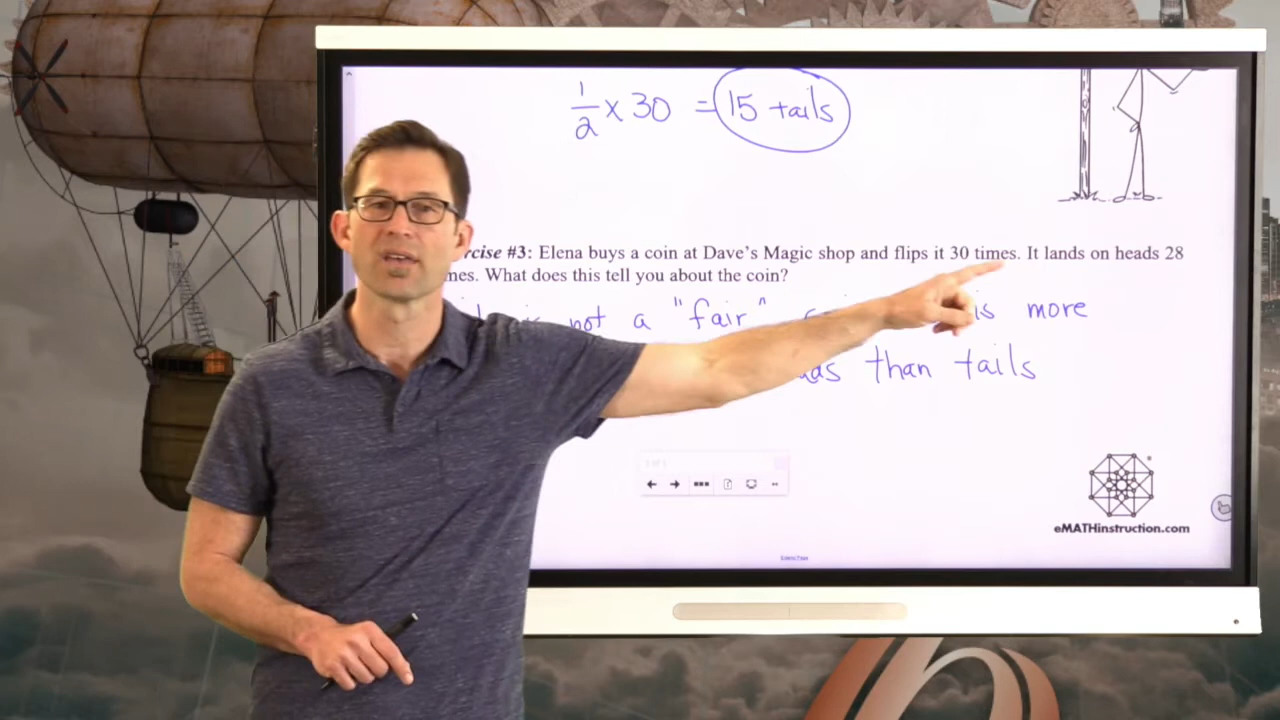 1/2 x 30 = 15 tails
rcise #3: Elena buys a coin at Dave's Magic shop and flips it 30 times. It lands on heads 28
mes. What does this tell you about the coin?
not a "fair" is more
than tails
eMATHinstruction.com